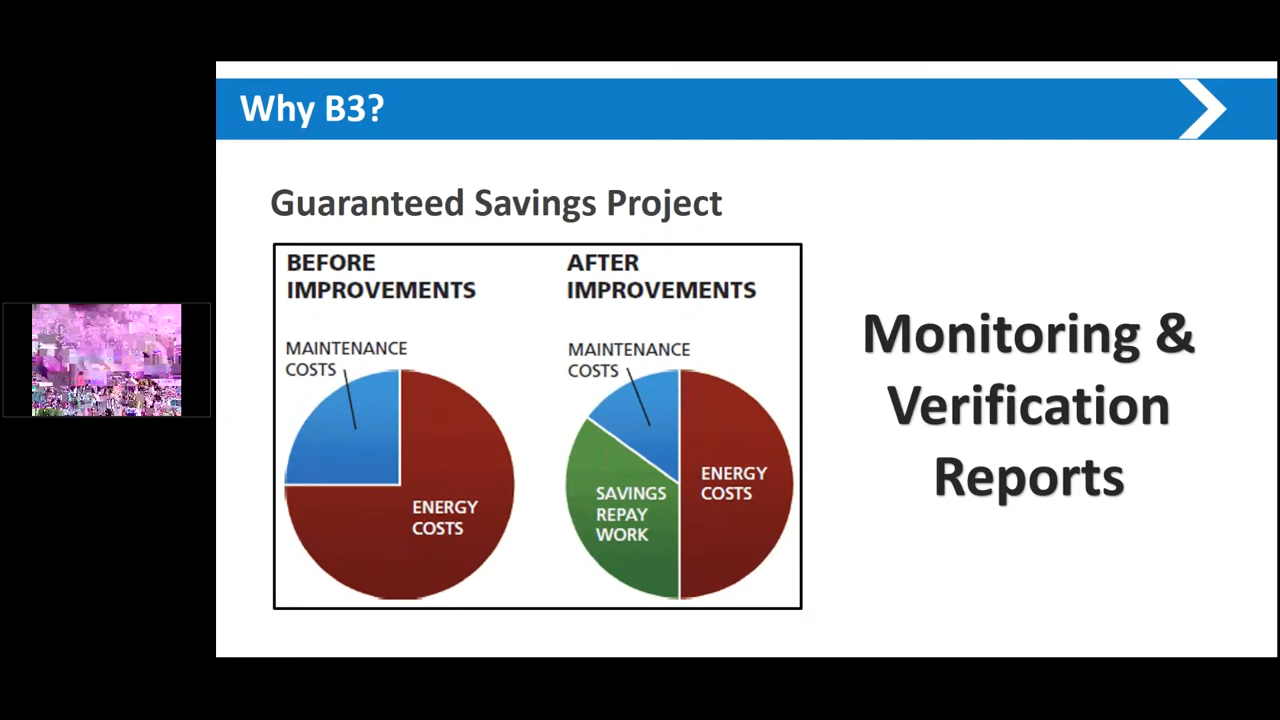 Why B3?
Guaranteed Savings Project
BEFORE
IMPROVEMENTS
MAINTENANCE
COSTS
ENERGY
COSTS
AFTER
IMPROVEMENTS
MAINTENANCE
COSTS
SAVINGS
REPAY
WORK
ENERGY
COSTS
Monitoring &
Verification
Reports